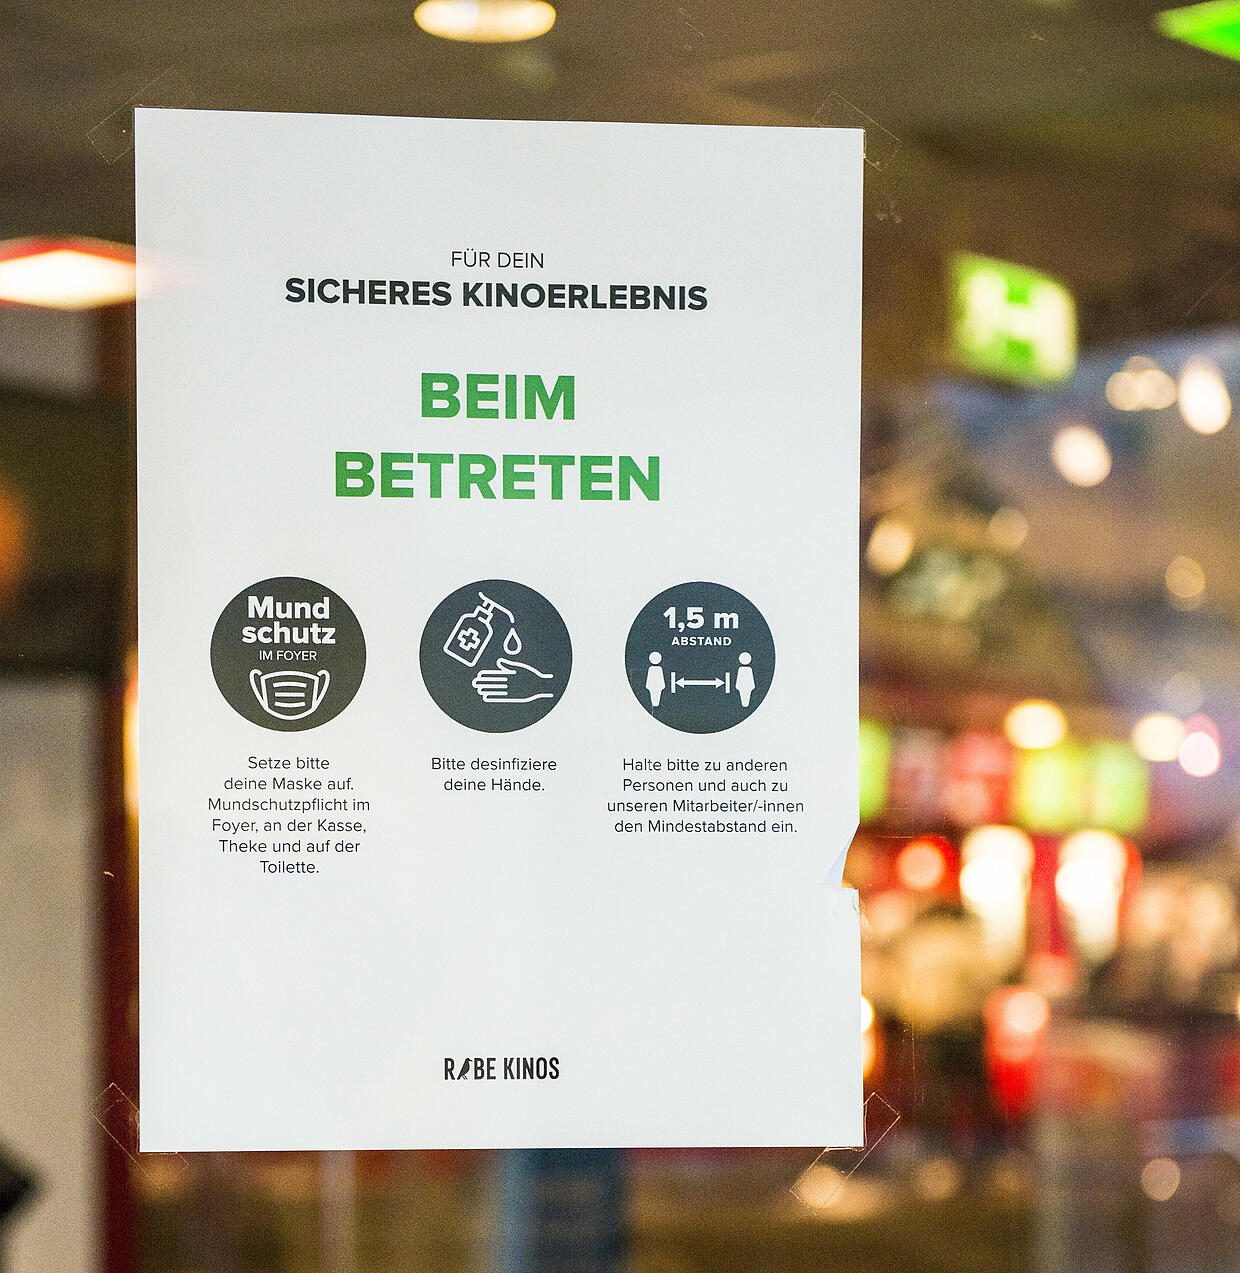 FÜR DEIN
SICHERES KINOERLEBNIS
BEIM
BETRETEN
Mund
schutz
IM FOYER
1,5 m
ABSTAND
Setze bitte
deine Maske auf.
Mundschutzpflicht im
Foyer, an der Kasse,
Theke und auf der
Toilette.
Bitte desinfiziere
deine Hände.
Halte bitte zu anderen
Personen und auch zu
unseren Mitarbeiter/-innen
den Mindestabstand ein.
RABE KINOS